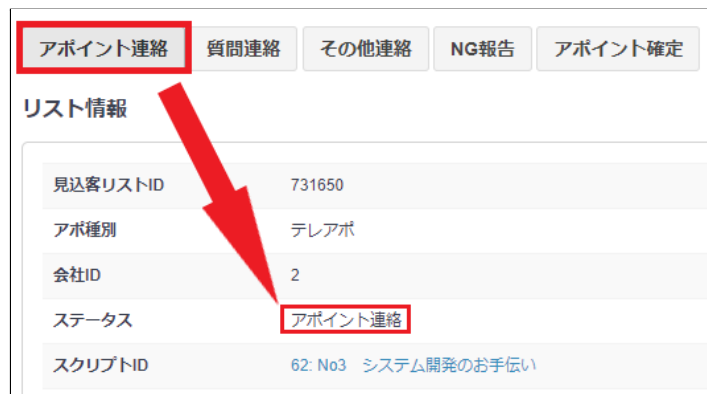 アポイント連絡 質問連絡 その他連絡 NG報告 アポイント確定
リスト情報
見込客リストID 731650
アポ種別 テレアポ
会社ID 2
ステータス アポイント連絡
スクリプトID 62: No3　システム開発のお手伝い